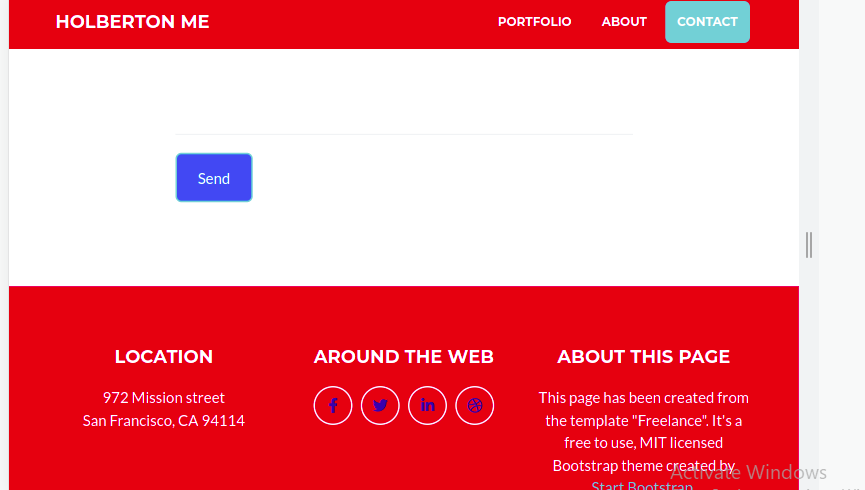 HOLBERTON ME
PORTFOLIO
ABOUT
CONTACT
Send
LOCATION
972 Mission street
San Francisco, CA 94114
AROUND THE WEB
ABOUT THIS PAGE
This page has been created from
the template "Freelance". It's a
free to use, MIT licensed
Bootstrap theme created by
Start Bootstrap
Activate Windows